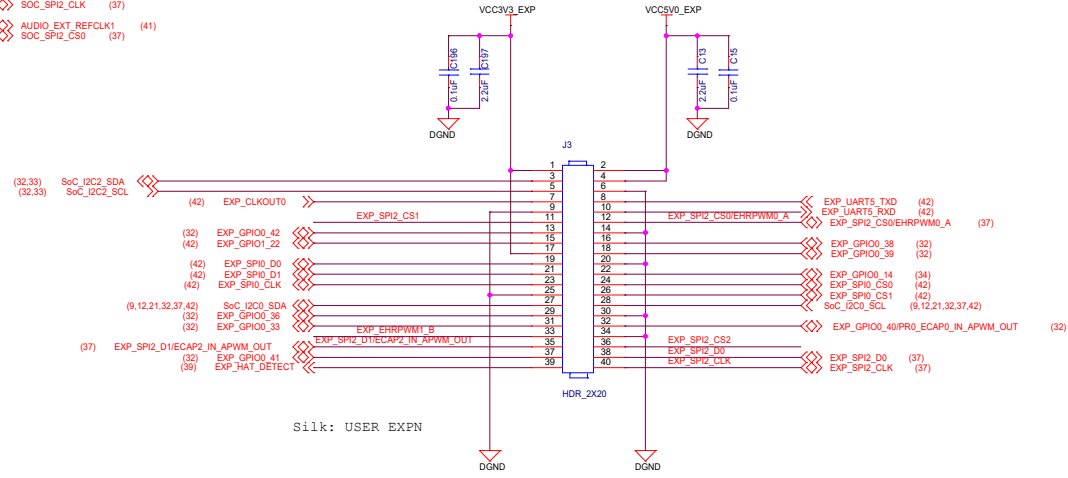 SOC_SPI2_CLK (37)
AUDIO_EXT_REFCLK1 (41)
SOC_SPI2_CS0 (37)
VCC3V3_EXP VCC5V0_EXP
C196 0.1uF C197 2.2uF C13 2.2uF C15 0.1uF
DGND DGND
J3
1 2
(32,33) SoC_I2C2_SDA 3 4
(32,33) SoC_I2C2_SCL 5 6
(42) EXP_CLKOUT0 7 8 EXP_UART5_TXD (42)
9 10 EXP_UART5_RXD (42)
EXP_SPI2_CS1 11 12 EXP_SPI2_CS0/EHRPWM0_A EXP_SPI2_CS0/EHRPWM0_A (37)
(32) EXP_GPIO0_42 13 14
(42) EXP_GPIO1_22 15 16 EXP_GPIO0_38 (32)
17 18 EXP_GPIO0_39 (32)
(42) EXP_SPI0_D0 19 20
(42) EXP_SPI0_D1 21 22 EXP_GPIO0_14 (34)
(42) EXP_SPI0_CLK 23 24 EXP_SPI0_CS0 (42)
25 26 EXP_SPI0_CS1 (42)
(9,12,21,32,37,42) SoC_I2C0_SDA 27 28 SoC_I2C0_SCL (9,12,21,32,37,42)
(32) EXP_GPIO0_36 29 30
(32) EXP_GPIO0_33 31 32 EXP_GPIO0_40/PR0_ECAP0_IN_APWM_OUT (32)
EXP_EHRPWM1_B 33 34
(37) EXP_SPI2_D1/ECAP2_IN_APWM_OUT EXP_SPI2_D1/ECAP2_IN_APWM_OUT 35 36 EXP_SPI2_CS2
(32) EXP_GPIO0_41 37 38 EXP_SPI2_D0 EXP_SPI2_D0 (37)
(39) EXP_HAT_DETECT 39 40 EXP_SPI2_CLK EXP_SPI2_CLK (37)
HDR_2X20
Silk: USER EXPN
DGND DGND